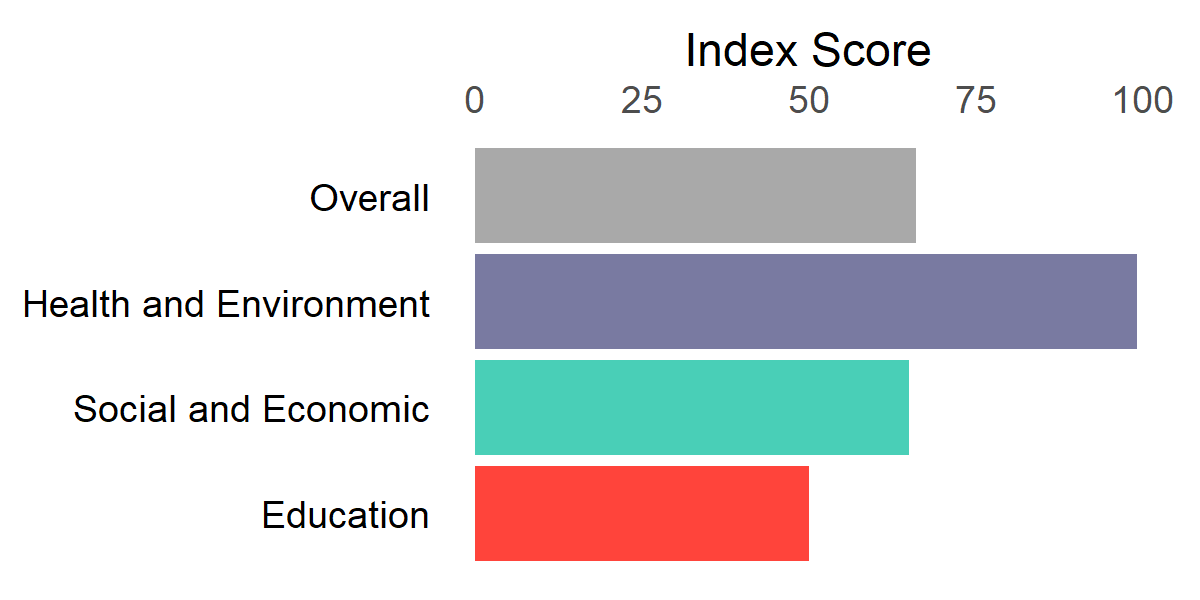 Index Score
0 25 50 75 100
Overall
Health and Environment
Social and Economic
Education